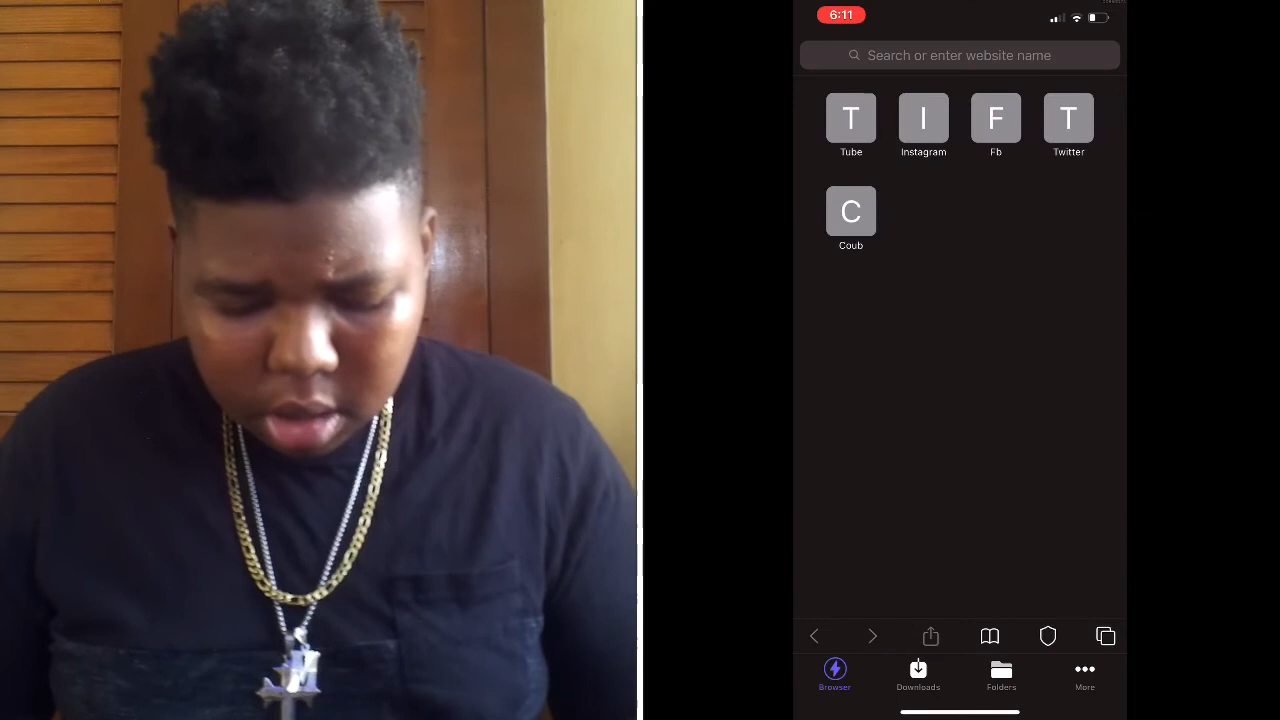 6:11
Search or enter website name
T I F T
Tube Instagram Fb Twitter
C
Coub
Browser Downloads Folders More